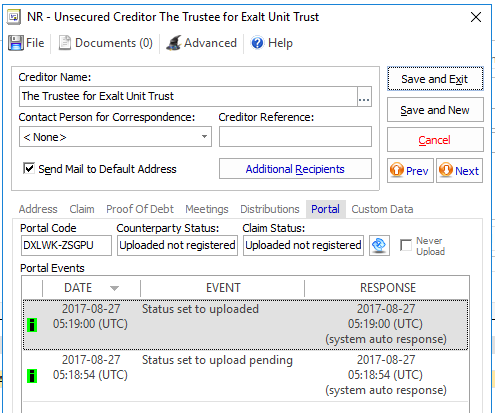 NR - Unsecured Creditor The Trustee for Exalt Unit Trust
File Documents (0) Advanced Help
Creditor Name:
The Trustee for Exalt Unit Trust ...
Contact Person for Correspondence: Creditor Reference:
< None>
Send Mail to Default Address Additional Recipients
Save and Exit
Save and New
Cancel
Prev Next
Address Claim Proof Of Debt Meetings Distributions Portal Custom Data
Portal Code Counterparty Status: Claim Status:
DXLWK-ZSGPU Uploaded not registered Uploaded not registered Never
Upload
Portal Events
DATE EVENT RESPONSE
2017-08-27 Status set to uploaded 2017-08-27
05:19:00 (UTC) 05:19:00 (UTC)
(system auto response)
2017-08-27 Status set to upload pending 2017-08-27
05:18:54 (UTC) 05:18:54 (UTC)
(system auto response)